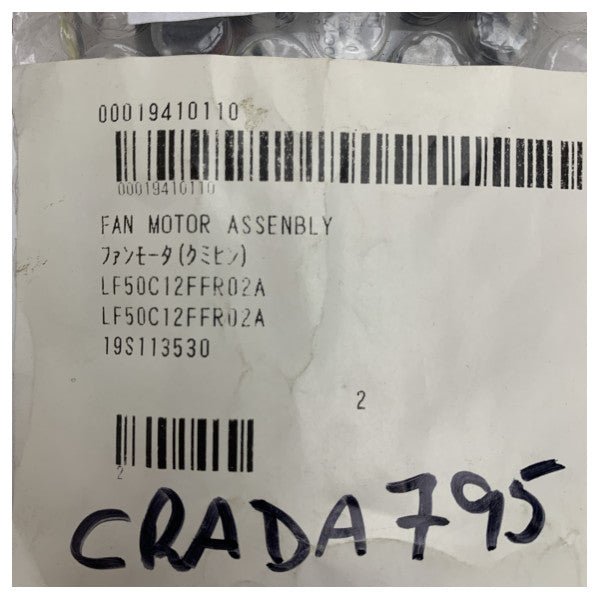 00019410110
00019410110
FAN MOTOR ASSENBLY
ファンモータ(クミヒン)
LF50C12FFR02A
LF50C12FFR02A
19S113530
2
2
CRADA795